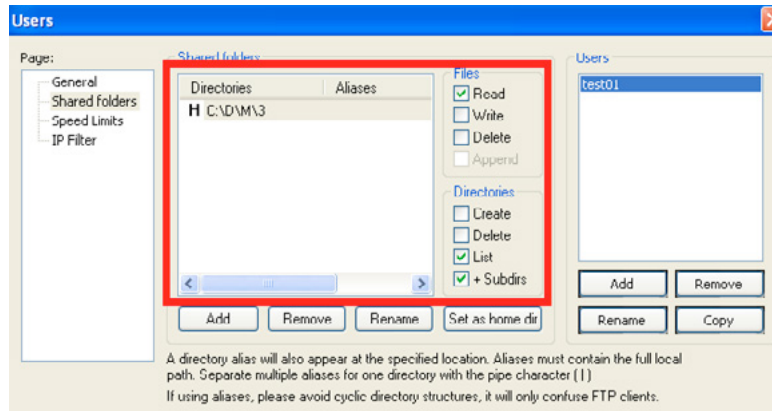 Users
Page:
General
Shared folders
Speed Limits
IP Filter
Shared folders
Directories Aliases
H C:\D\M\3
Files
Read
Write
Delete
Append
Directories
Create
Delete
List
+ Subdirs
Add Remove Rename Set as home dir
Users
test01
Add Remove
Rename Copy
A directory alias will also appear at the specified location. Aliases must contain the full local
path. Separate multiple aliases for one directory with the pipe character ( | )
If using aliases, please avoid cyclic directory structures, it will only confuse FTP clients.